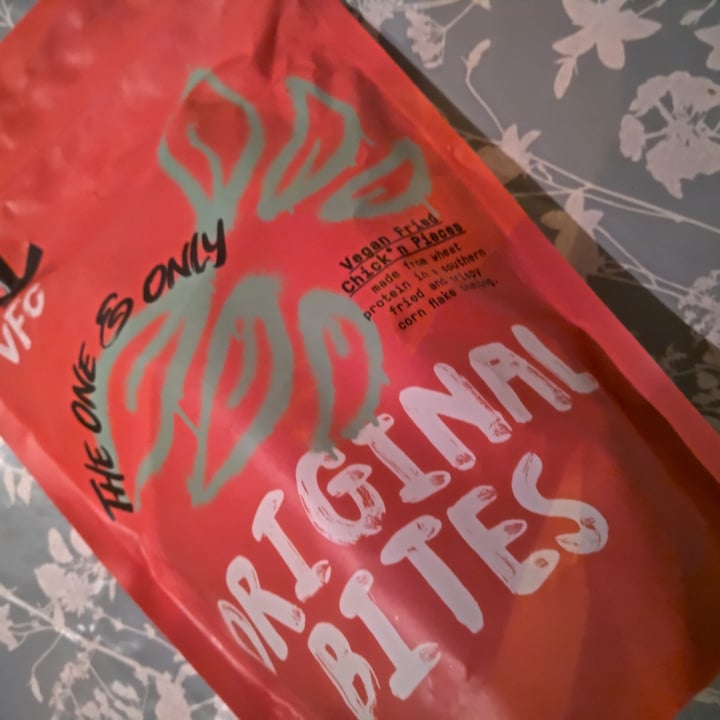 VFC
THE ONE & ONLY
Vegan Fried
Chick'n Pieces
made from wheat
protein in a southern
fried and crispy
corn flake
ORIGINAL
BITES